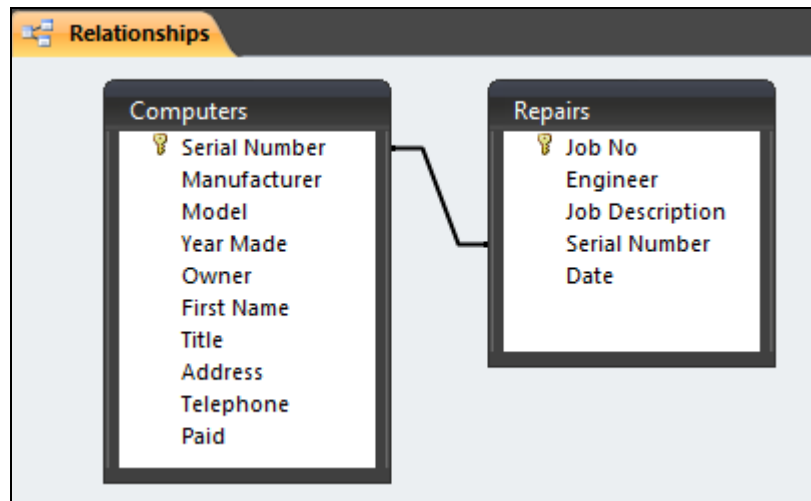 Relationships
Computers
Serial Number
Manufacturer
Model
Year Made
Owner
First Name
Title
Address
Telephone
Paid
Repairs
Job No
Engineer
Job Description
Serial Number
Date